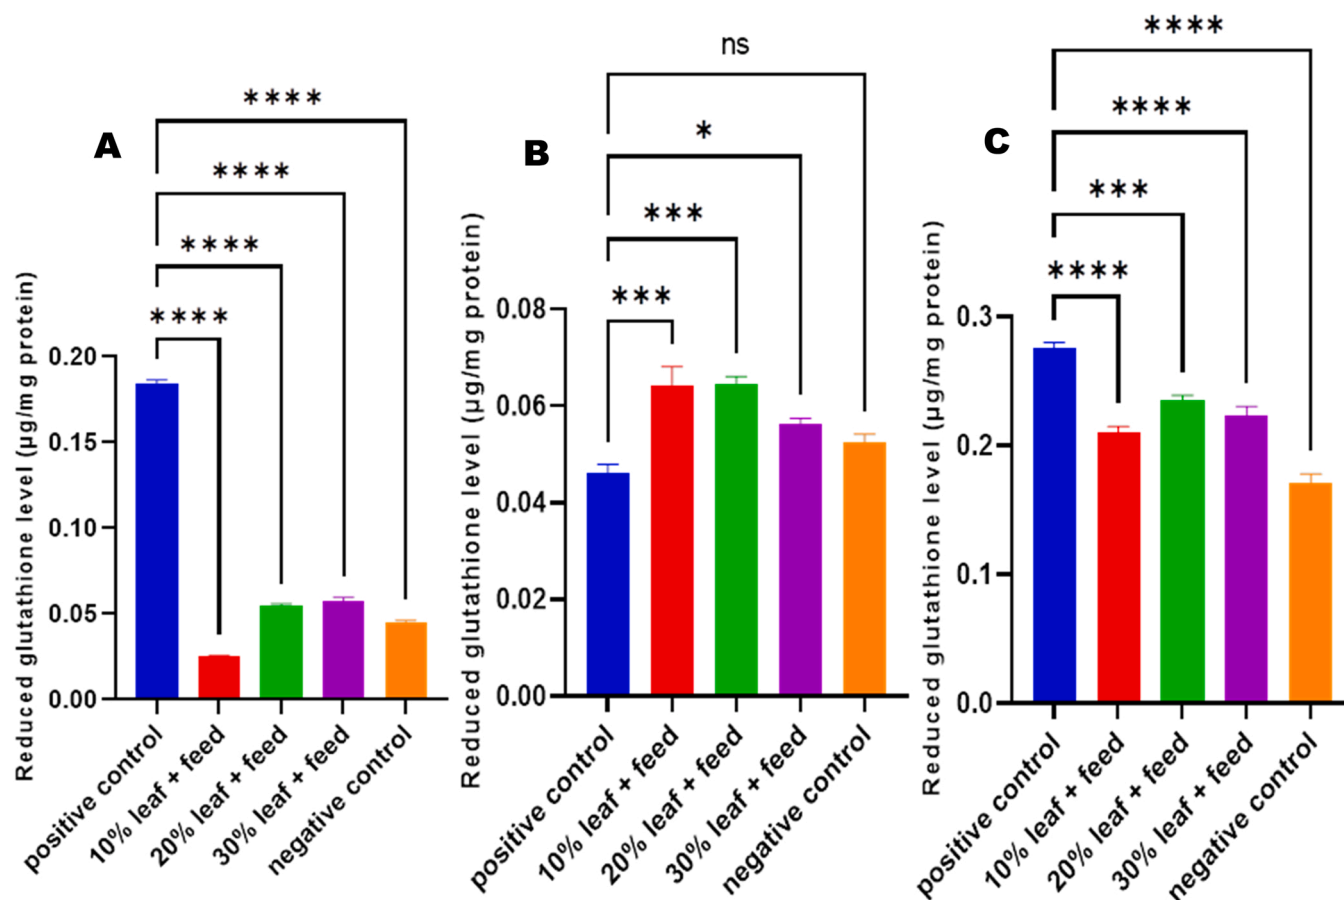 A
Reduced glutathione level (µg/mg protein)
****
****
****
****
0.20
0.15
0.10
0.05
0.00
positive control
10% leaf + feed
20% leaf + feed
30% leaf + feed
negative control
B
Reduced glutathione level (µg/mg protein)
ns
*
***
***
0.08
0.06
0.04
0.02
0.00
positive control
10% leaf + feed
20% leaf + feed
30% leaf + feed
negative control
C
Reduced glutathione level (µg/mg protein)
****
****
***
****
0.3
0.2
0.1
0.0
positive control
10% leaf + feed
20% leaf + feed
30% leaf + feed
negative control